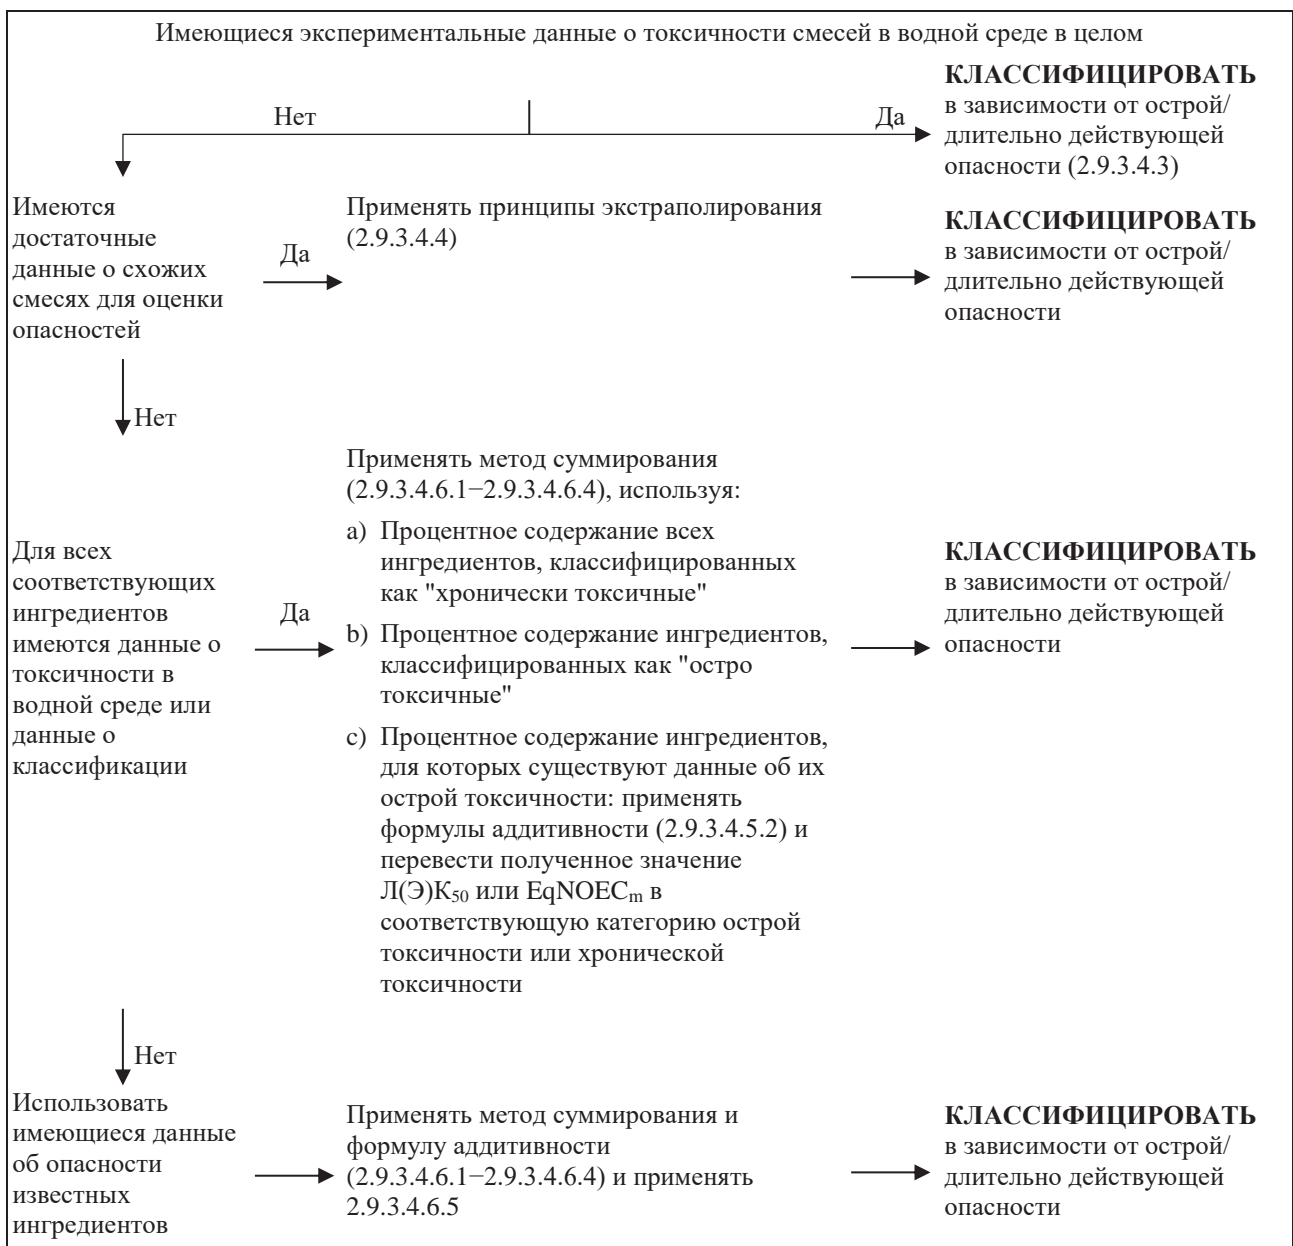 Имеющиеся экспериментальные данные о токсичности смесей в водной среде в целом
Нет
Да
КЛАССИФИЦИРОВАТЬ
в зависимости от острой/
длительно действующей
опасности (2.9.3.4.3)
Имеются
достаточные
данные о схожих
смесях для оценки
опасностей
Да
Применять принципы экстраполирования
(2.9.3.4.4)
КЛАССИФИЦИРОВАТЬ
в зависимости от острой/
длительно действующей
опасности
Нет
Для всех
соответствующих
ингредиентов
имеются данные о
токсичности в
водной среде или
данные о
классификации
Да
Применять метод суммирования
(2.9.3.4.6.1−2.9.3.4.6.4), используя:
a) Процентное содержание всех
ингредиентов, классифицированных
как "хронически токсичные"
b) Процентное содержание ингредиентов,
классифицированных как "остро
токсичные"
c) Процентное содержание ингредиентов,
для которых существуют данные об их
острой токсичности: применять
формулы аддитивности (2.9.3.4.5.2) и
перевести полученное значение
Л(Э)К50 или EqNOECm в
соответствующую категорию острой
токсичности или хронической
токсичности
КЛАССИФИЦИРОВАТЬ
в зависимости от острой/
длительно действующей
опасности
Нет
Использовать
имеющиеся данные
об опасности
известных
ингредиентов
Применять метод суммирования и
формулу аддитивности
(2.9.3.4.6.1−2.9.3.4.6.4) и применять
2.9.3.4.6.5
КЛАССИФИЦИРОВАТЬ
в зависимости от острой/
длительно действующей
опасности